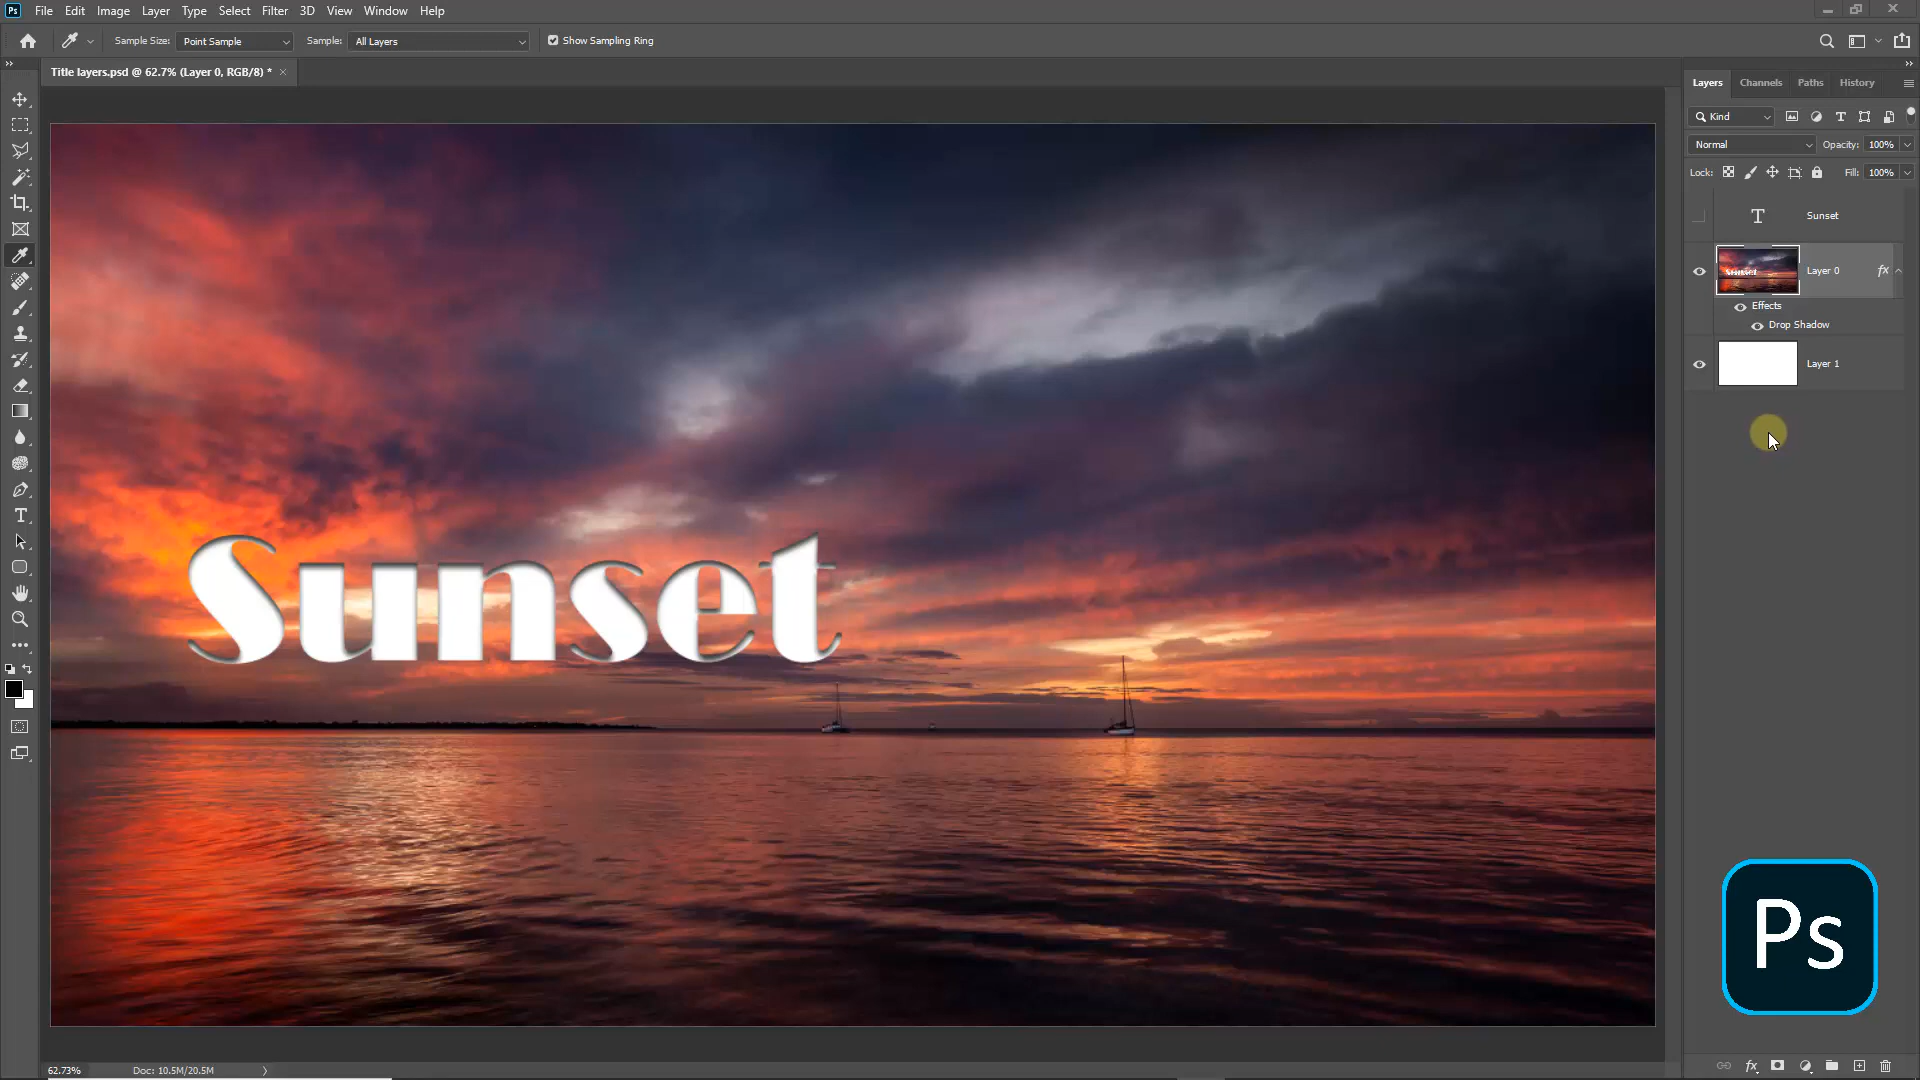 Ps File Edit Image Layer Type Select Filter 3D View Window Help
Sample Size: Point Sample Sample: All Layers Show Sampling Ring
Title layers.psd @ 62.7% (Layer 0, RGB/8) * ×
Layers Channels Paths History
Kind
Normal Opacity: 100%
Lock: Fill: 100%
T Sunset
Sunset Layer 0 fx
Effects
Drop Shadow
Layer 1
Sunset
Ps
62.73% Doc: 10.5M/20.5M
fx